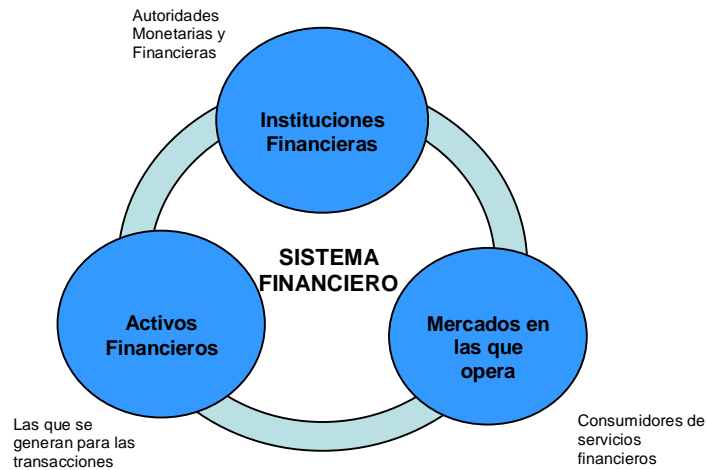 Autoridades
Monetarias y
Financieras
Instituciones
Financieras
SISTEMA
FINANCIERO
Activos
Financieros
Mercados en
las que
opera
Las que se
generan para las
transacciones
Consumidores de
servicios
financieros